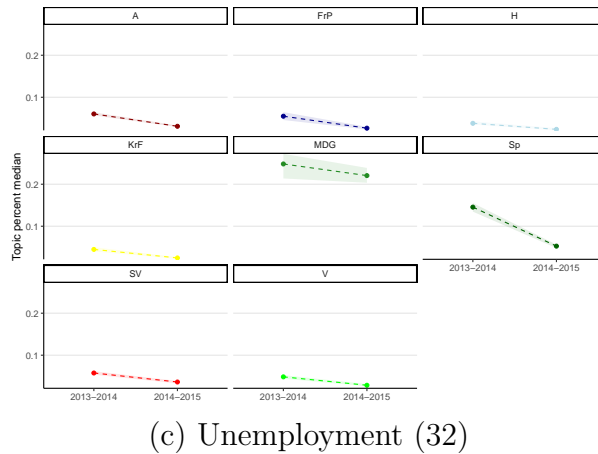 A FrP H
0.2
0.1
KrF MDG Sp
0.2
0.1
Topic percent median
SV V
2013–2014 2014–2015
0.2
0.1
2013–2014 2014–2015 2013–2014 2014–2015
(c) Unemployment (32)